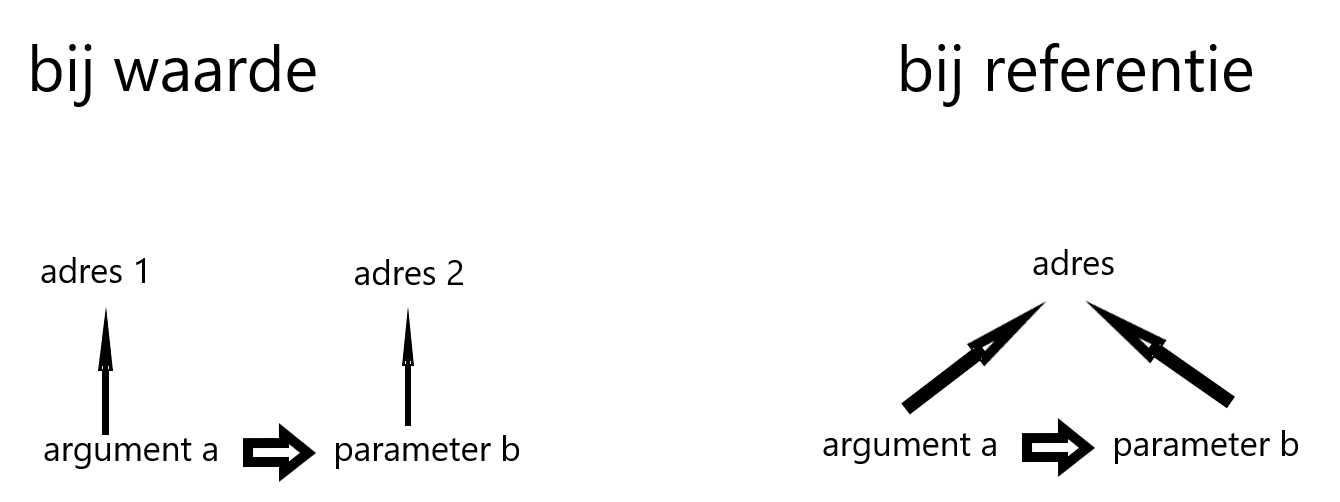 bij waarde
bij referentie
adres 1
adres 2
adres
argument a
parameter b
argument a
parameter b